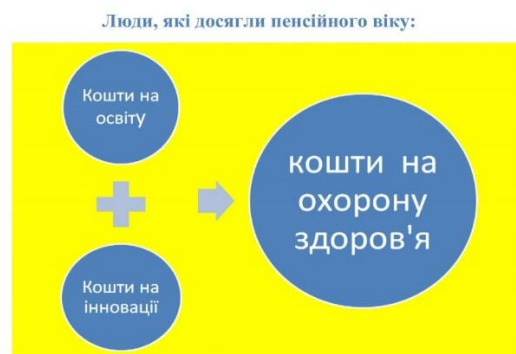 Люди, які досягли пенсійного віку:
Кошти на
освіту
кошти на
охорону
здоров'я
Кошти на
інновації